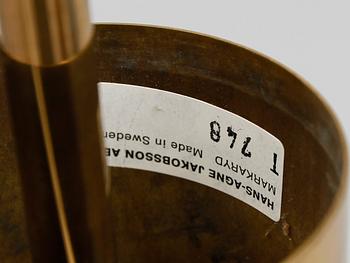 HANS-AGNE JAKOBSSON AB
MARKARYD Made in Sweden
T 748